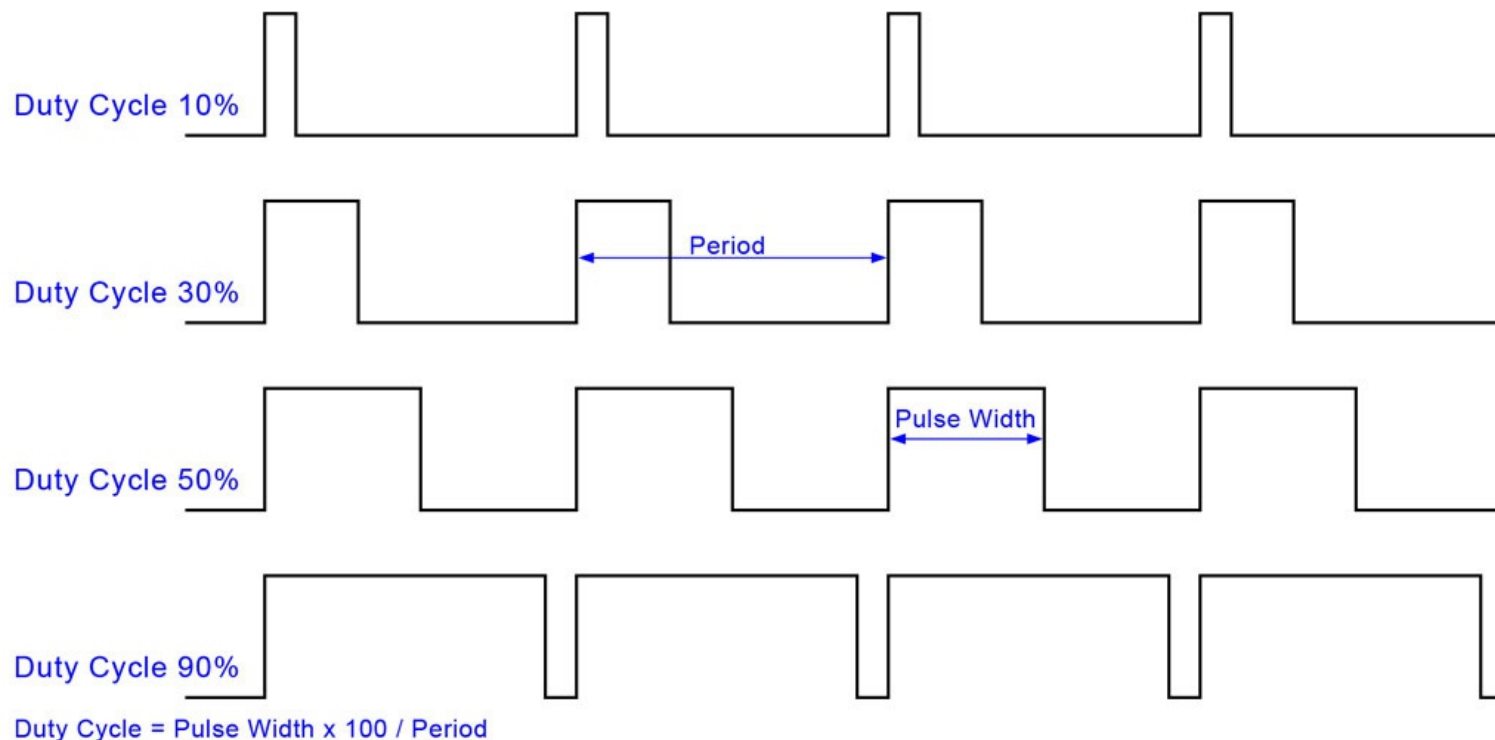 Duty Cycle 10%
Period
Duty Cycle 30%
Pulse Width
Duty Cycle 50%
Duty Cycle 90%
Duty Cycle = Pulse Width x 100 / Period